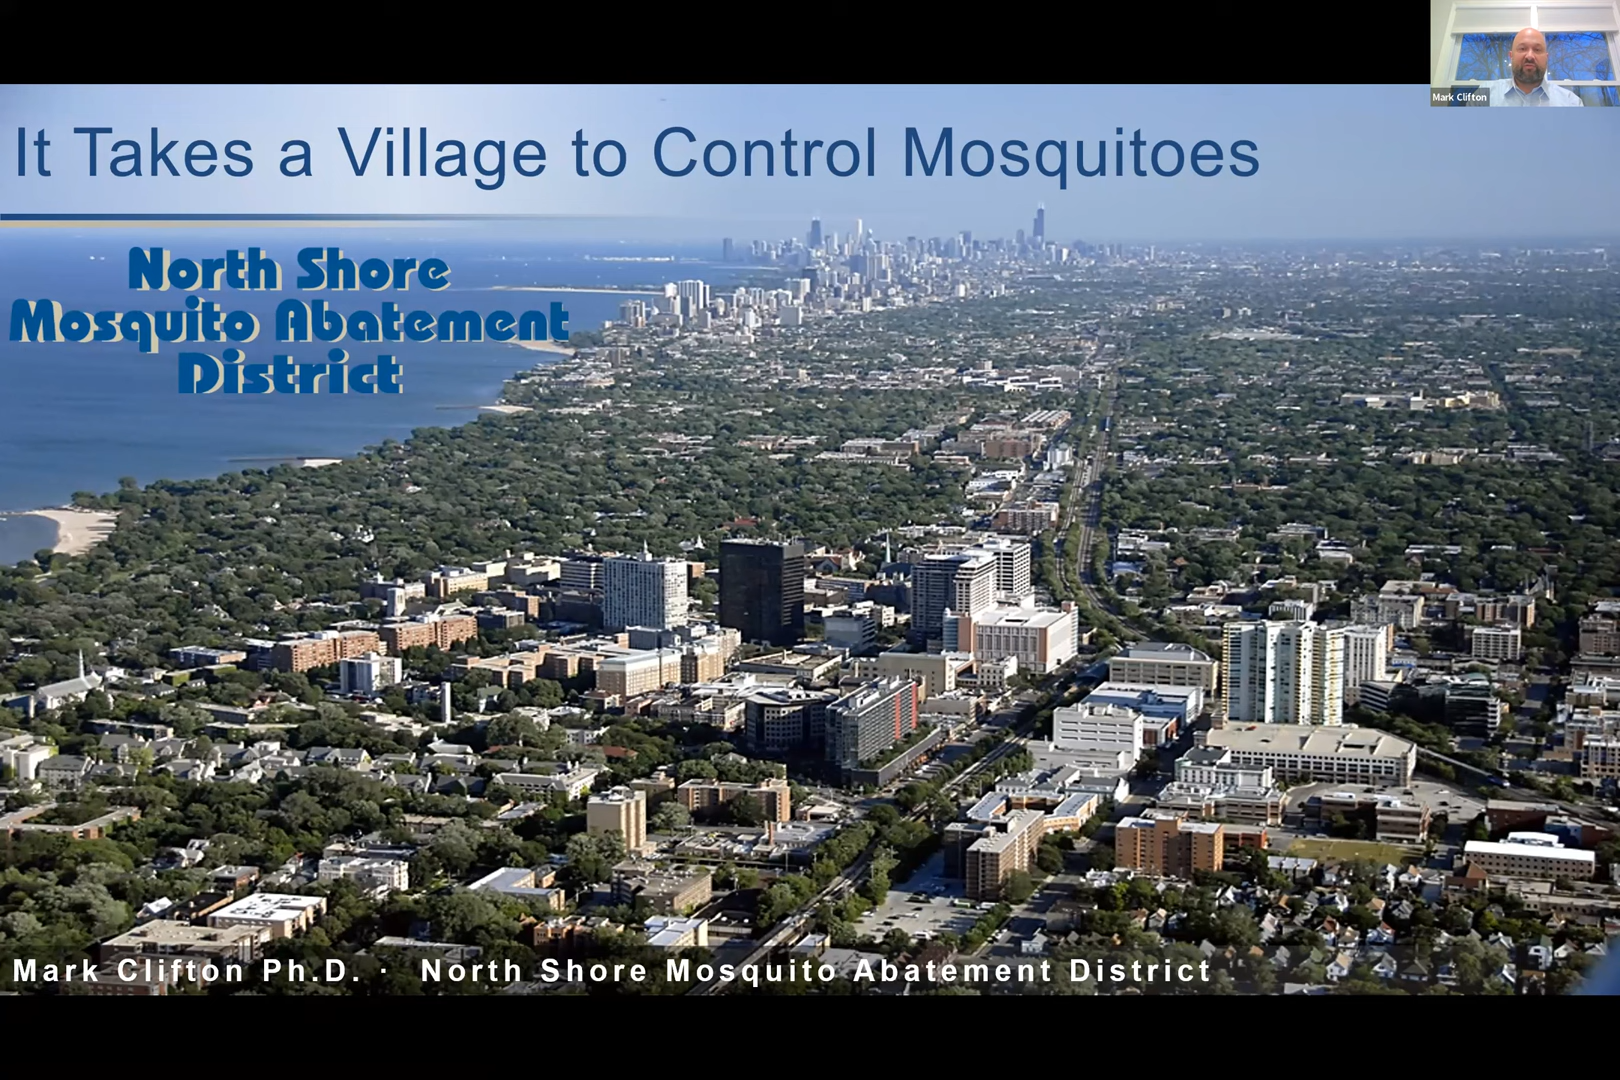 Mark Clifton
It Takes a Village to Control Mosquitoes
North Shore
Mosquito Abatement
District
Mark Clifton Ph.D. · North Shore Mosquito Abatement District